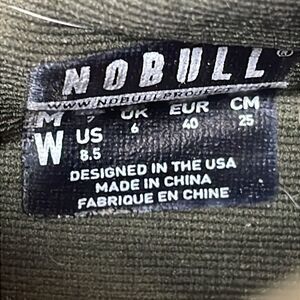 NOBULL®
WWW.NOBULLPROJECT
M 7 UK EUR CM
W US 6 40 25
8.5
DESIGNED IN THE USA
MADE IN CHINA
FABRIQUE EN CHINE